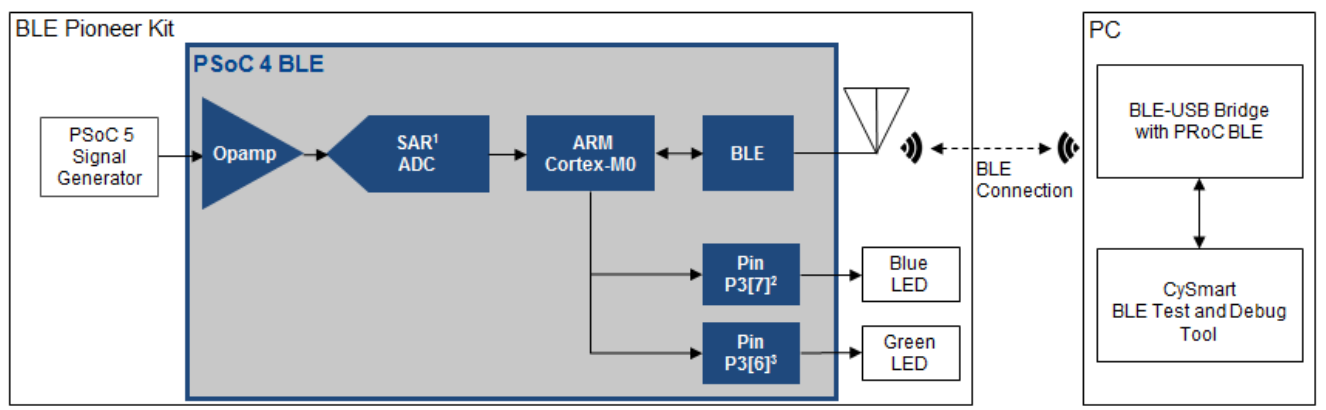 BLE Pioneer Kit
PSoC 4 BLE
PSoC 5
Signal
Generator
Opamp
SAR¹
ADC
ARM
Cortex-M0
BLE
BLE
Connection
Pin
P3[7]²
Blue
LED
Pin
P3[6]³
Green
LED
PC
BLE-USB Bridge
with PRoC BLE
CySmart
BLE Test and Debug
Tool